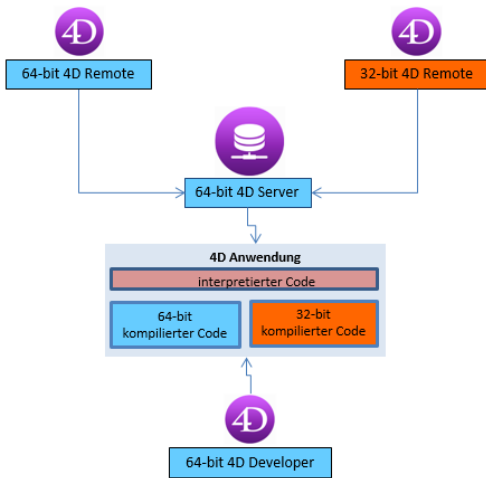 4D
4D
64-bit 4D Remote
32-bit 4D Remote
64-bit 4D Server
4D Anwendung
interpretierter Code
64-bit
kompilierter Code
32-bit
kompilierter Code
4D
64-bit 4D Developer